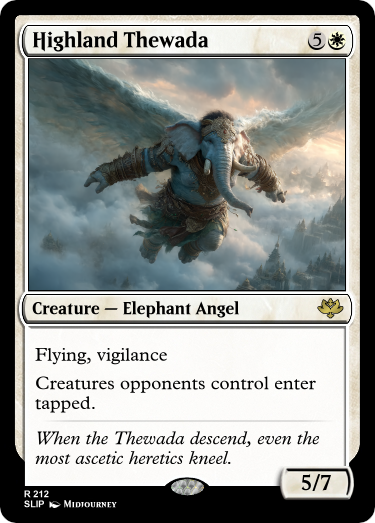 Highland Thewada 5
Creature — Elephant Angel
Flying, vigilance
Creatures opponents control enter
tapped.
When the Thewada descend, even the
most ascetic heretics kneel.
5/7
R 212
SLIP Midjourney